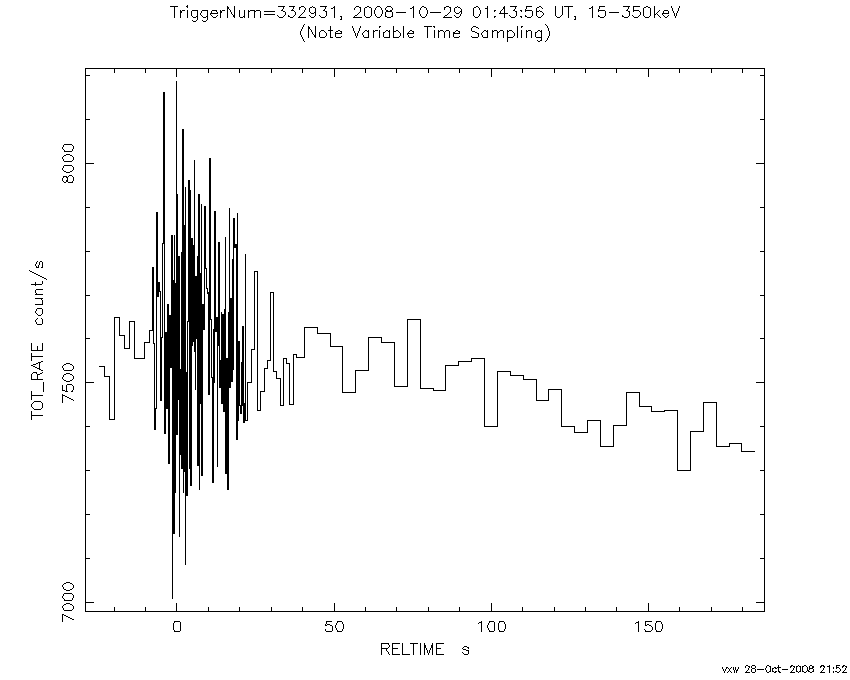 TriggerNum=332931, 2008-10-29 01:43:56 UT, 15-350keV
(Note Variable Time Sampling)
TOT_RATE count/s
8000
7500
7000
0 50 100 150
RELTIME s
vxw 28-Oct-2008 21:52